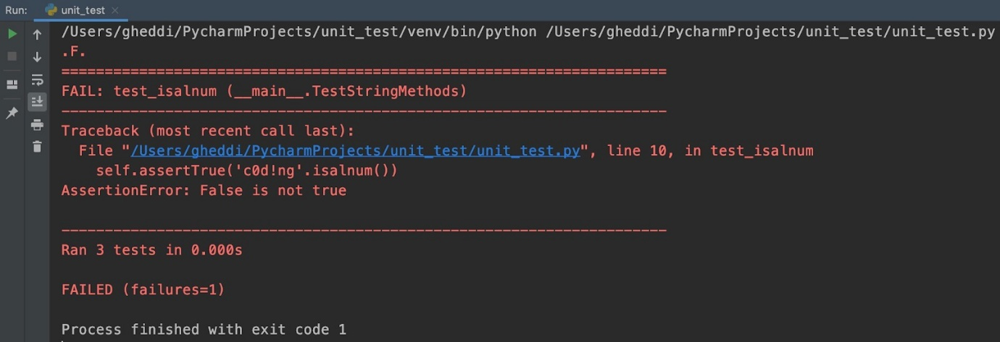 Run: unit_test
/Users/gheddi/PycharmProjects/unit_test/venv/bin/python /Users/gheddi/PycharmProjects/unit_test/unit_test.py
.F.
======================================================================
FAIL: test_isalnum (__main__.TestStringMethods)
----------------------------------------------------------------------
Traceback (most recent call last):
  File "/Users/gheddi/PycharmProjects/unit_test/unit_test.py", line 10, in test_isalnum
    self.assertTrue('c0d!ng'.isalnum())
AssertionError: False is not true
----------------------------------------------------------------------
Ran 3 tests in 0.000s
FAILED (failures=1)
Process finished with exit code 1